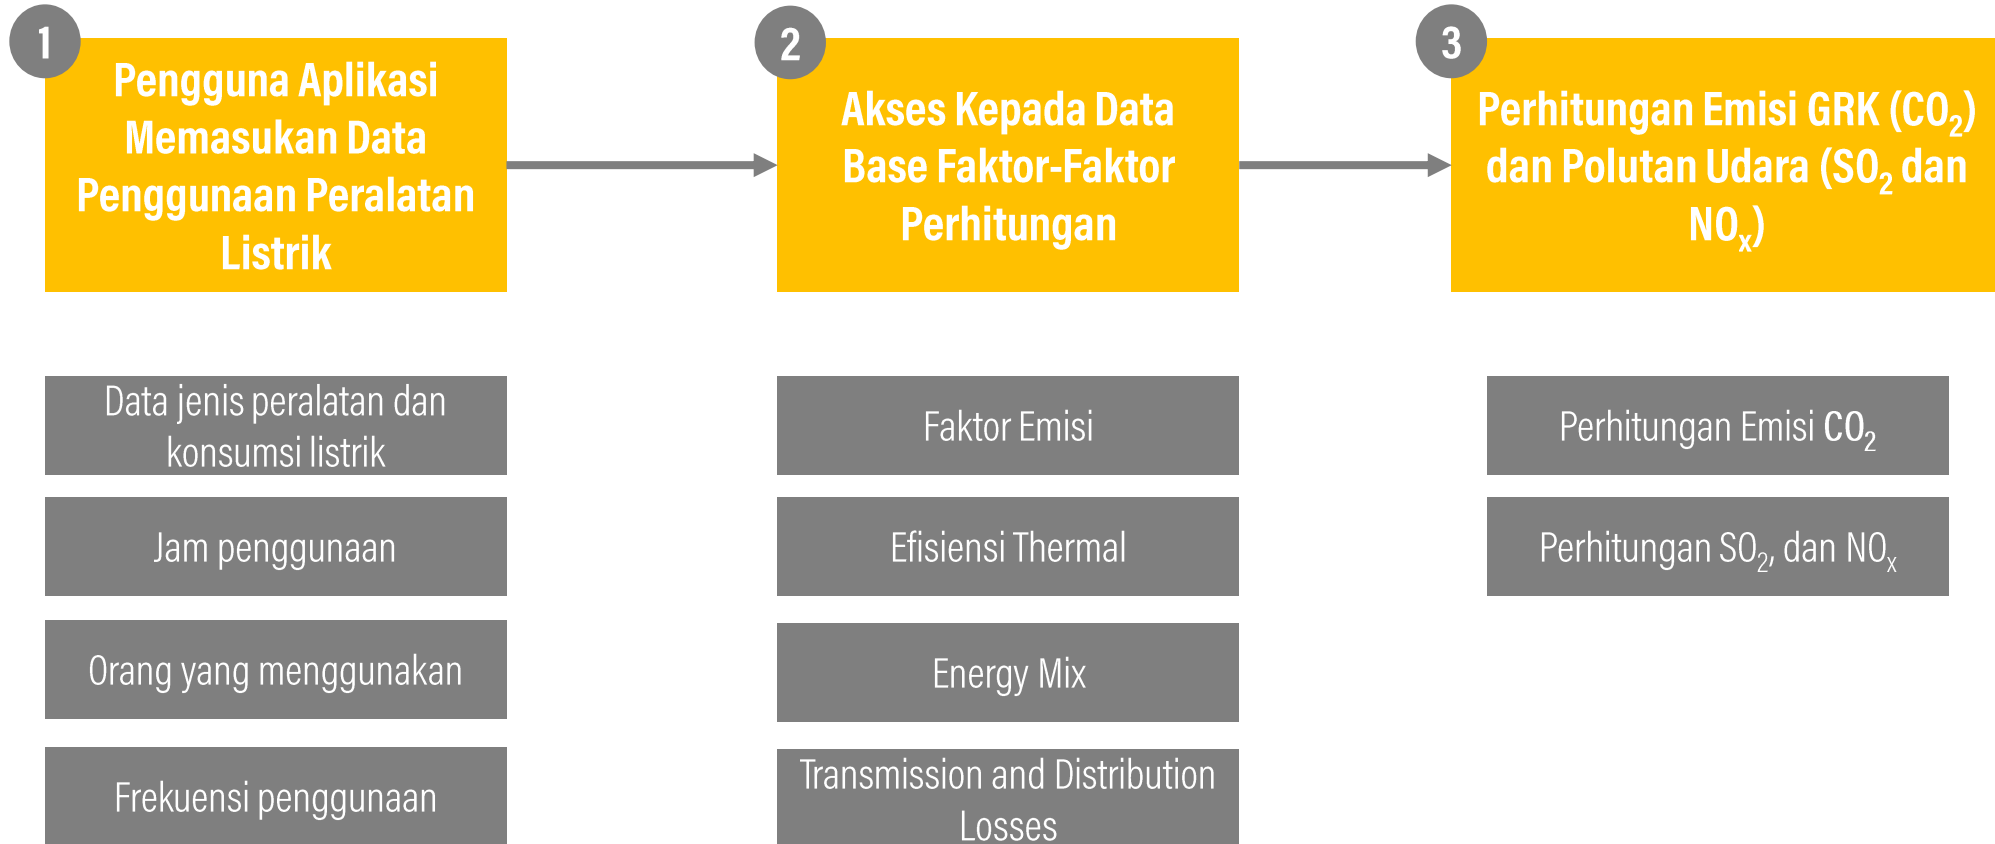 1
Pengguna Aplikasi
Memasukan Data
Penggunaan Peralatan
Listrik
2
Akses Kepada Data
Base Faktor-Faktor
Perhitungan
3
Perhitungan Emisi GRK (CO₂)
dan Polutan Udara (SO₂ dan
NOₓ)
Data jenis peralatan dan
konsumsi listrik
Jam penggunaan
Orang yang menggunakan
Frekuensi penggunaan
Faktor Emisi
Efisiensi Thermal
Energy Mix
Transmission and Distribution
Losses
Perhitungan Emisi CO₂
Perhitungan SO₂, dan NOₓ